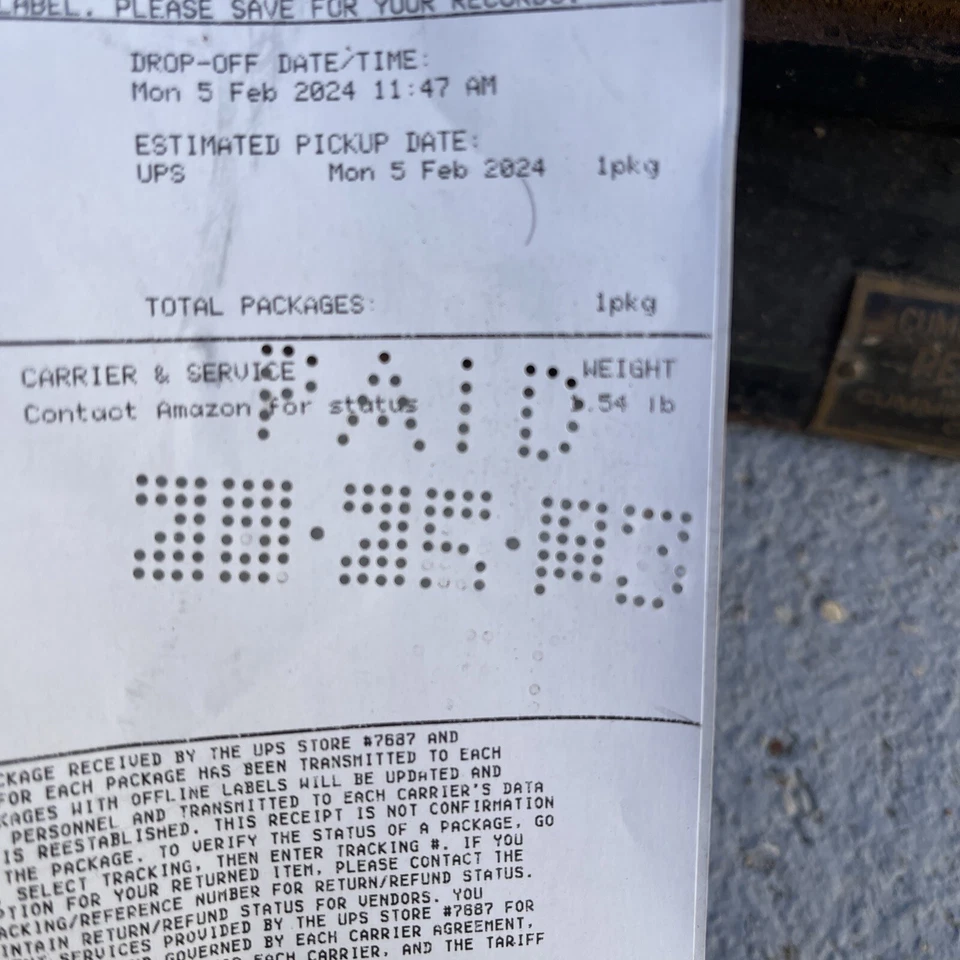 LABEL. PLEASE SAVE FOR YOUR RECORDS.
DROP-OFF DATE/TIME:
Mon 5 Feb 2024 11:47 AM
ESTIMATED PICKUP DATE:
UPS Mon 5 Feb 2024 1pkg
TOTAL PACKAGES: 1pkg
CARRIER & SERVICE WEIGHT
Contact Amazon for status .54 lb
PAID
CKAGE RECEIVED BY THE UPS STORE #7687 AND
FOR EACH PACKAGE HAS BEEN TRANSMITTED TO EACH
KAGES WITH OFFLINE LABELS WILL BE UPDATED AND
PERSONNEL AND TRANSMITTED TO EACH CARRIER'S DATA
IS REESTABLISHED. THIS RECEIPT IS NOT CONFIRMATION
THE PACKAGE. TO VERIFY THE STATUS OF A PACKAGE, GO
SELECT TRACKING, THEN ENTER TRACKING #. IF YOU
PTION FOR YOUR RETURNED ITEM, PLEASE CONTACT THE
ACKING/REFERENCE NUMBER FOR RETURN/REFUND STATUS.
INTAIN RETURN/REFUND STATUS FOR VENDORS. YOU
ENT SERVICES PROVIDED BY THE UPS STORE #7687 FOR
GOVERNED BY EACH CARRIER AGREEMENT,
EACH CARRIER, AND THE TARIFF